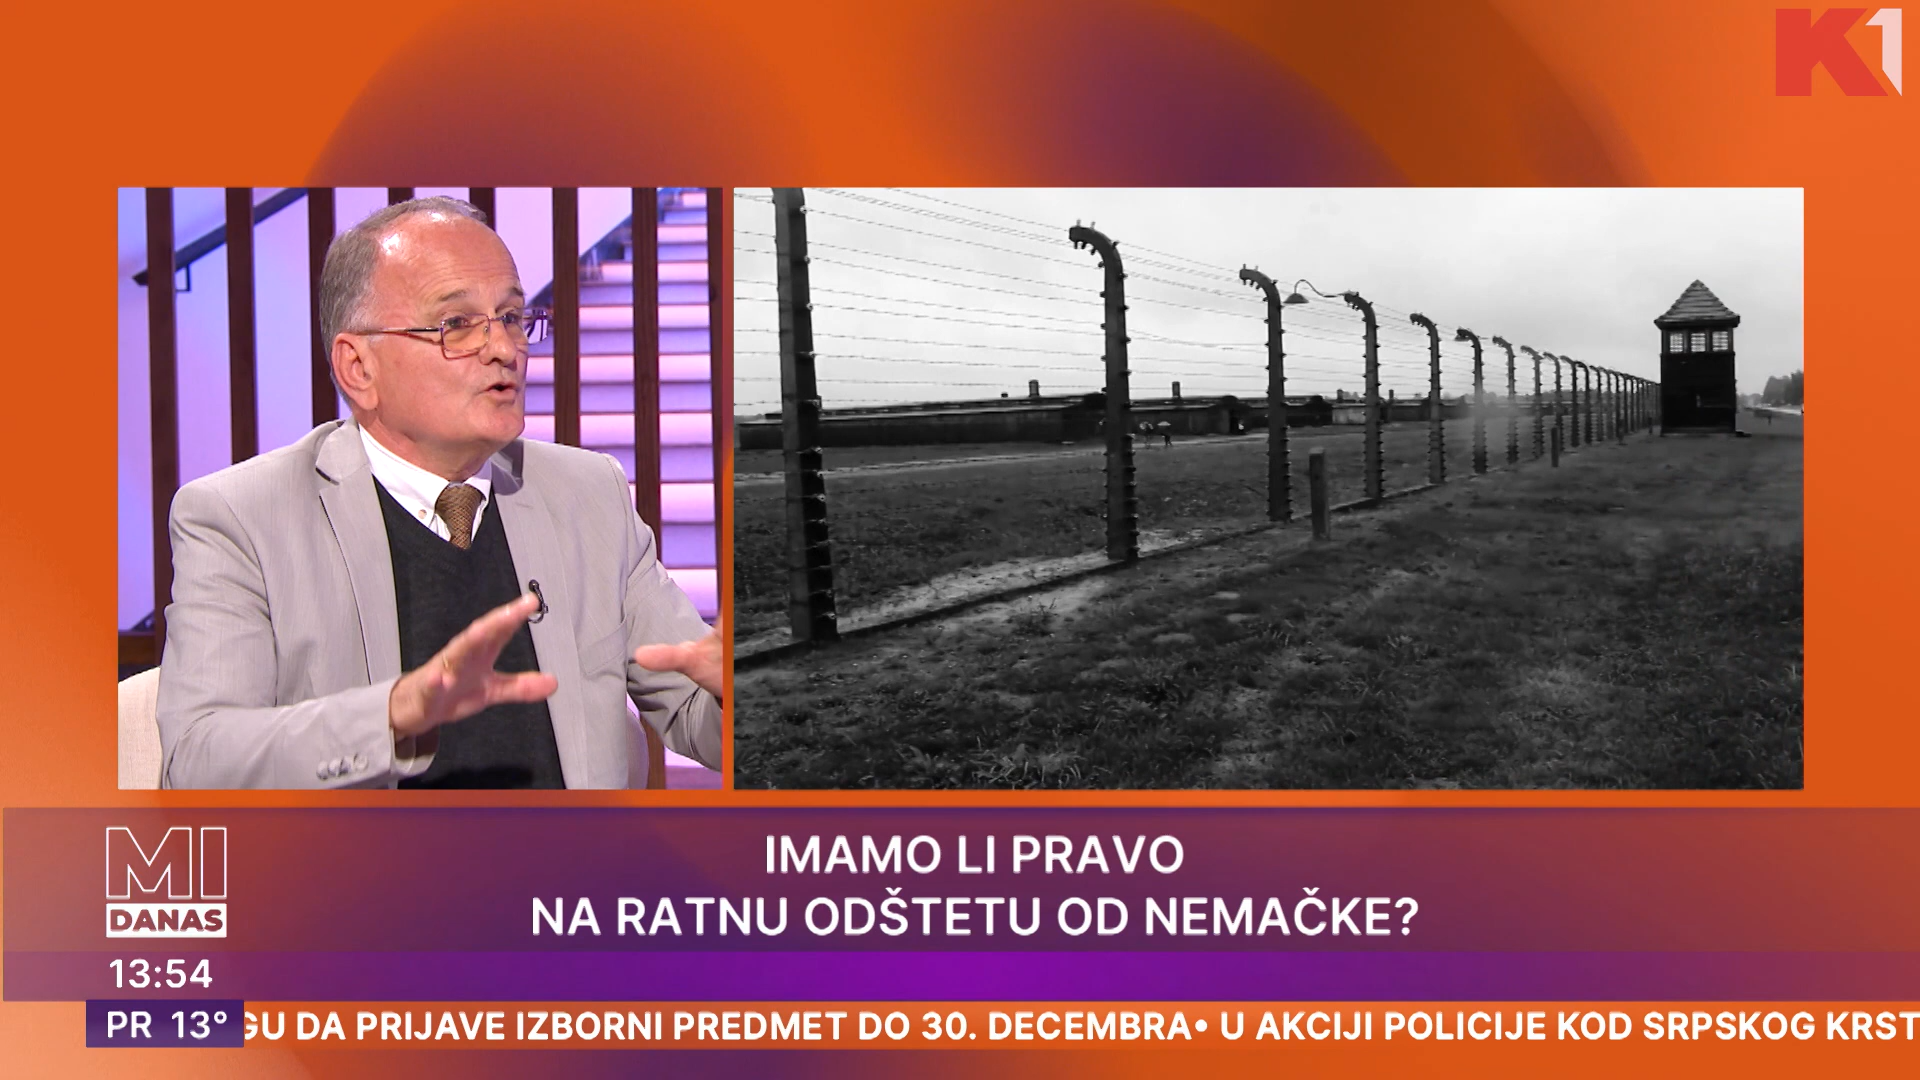 K1
IMAMO LI PRAVO
NA RATNU ODŠTETU OD NEMAČKE?
MI
DANAS
13:54
PR 13°
GU DA PRIJAVE IZBORNI PREDMET DO 30. DECEMBRA• U AKCIJI POLICIJE KOD SRPSKOG KRST